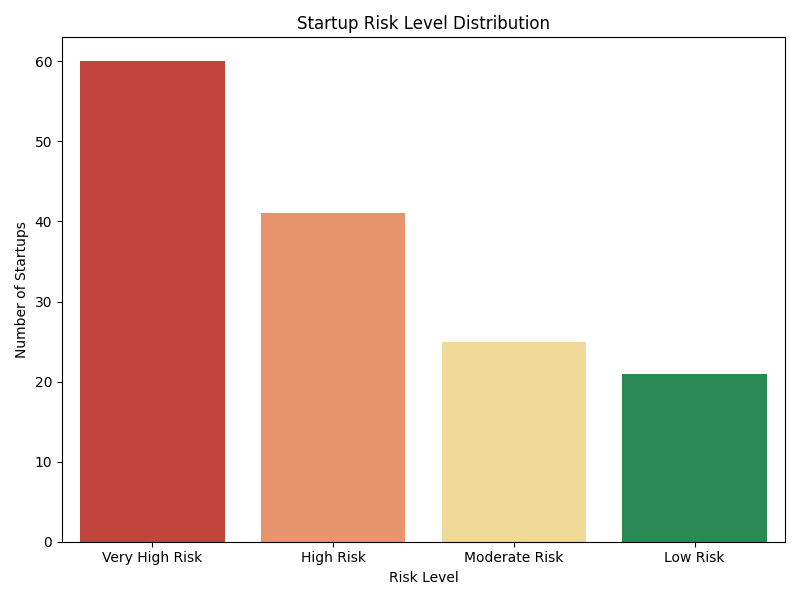 Startup Risk Level Distribution
Number of Startups
60
50
40
30
20
10
0
Very High Risk High Risk Moderate Risk Low Risk
Risk Level